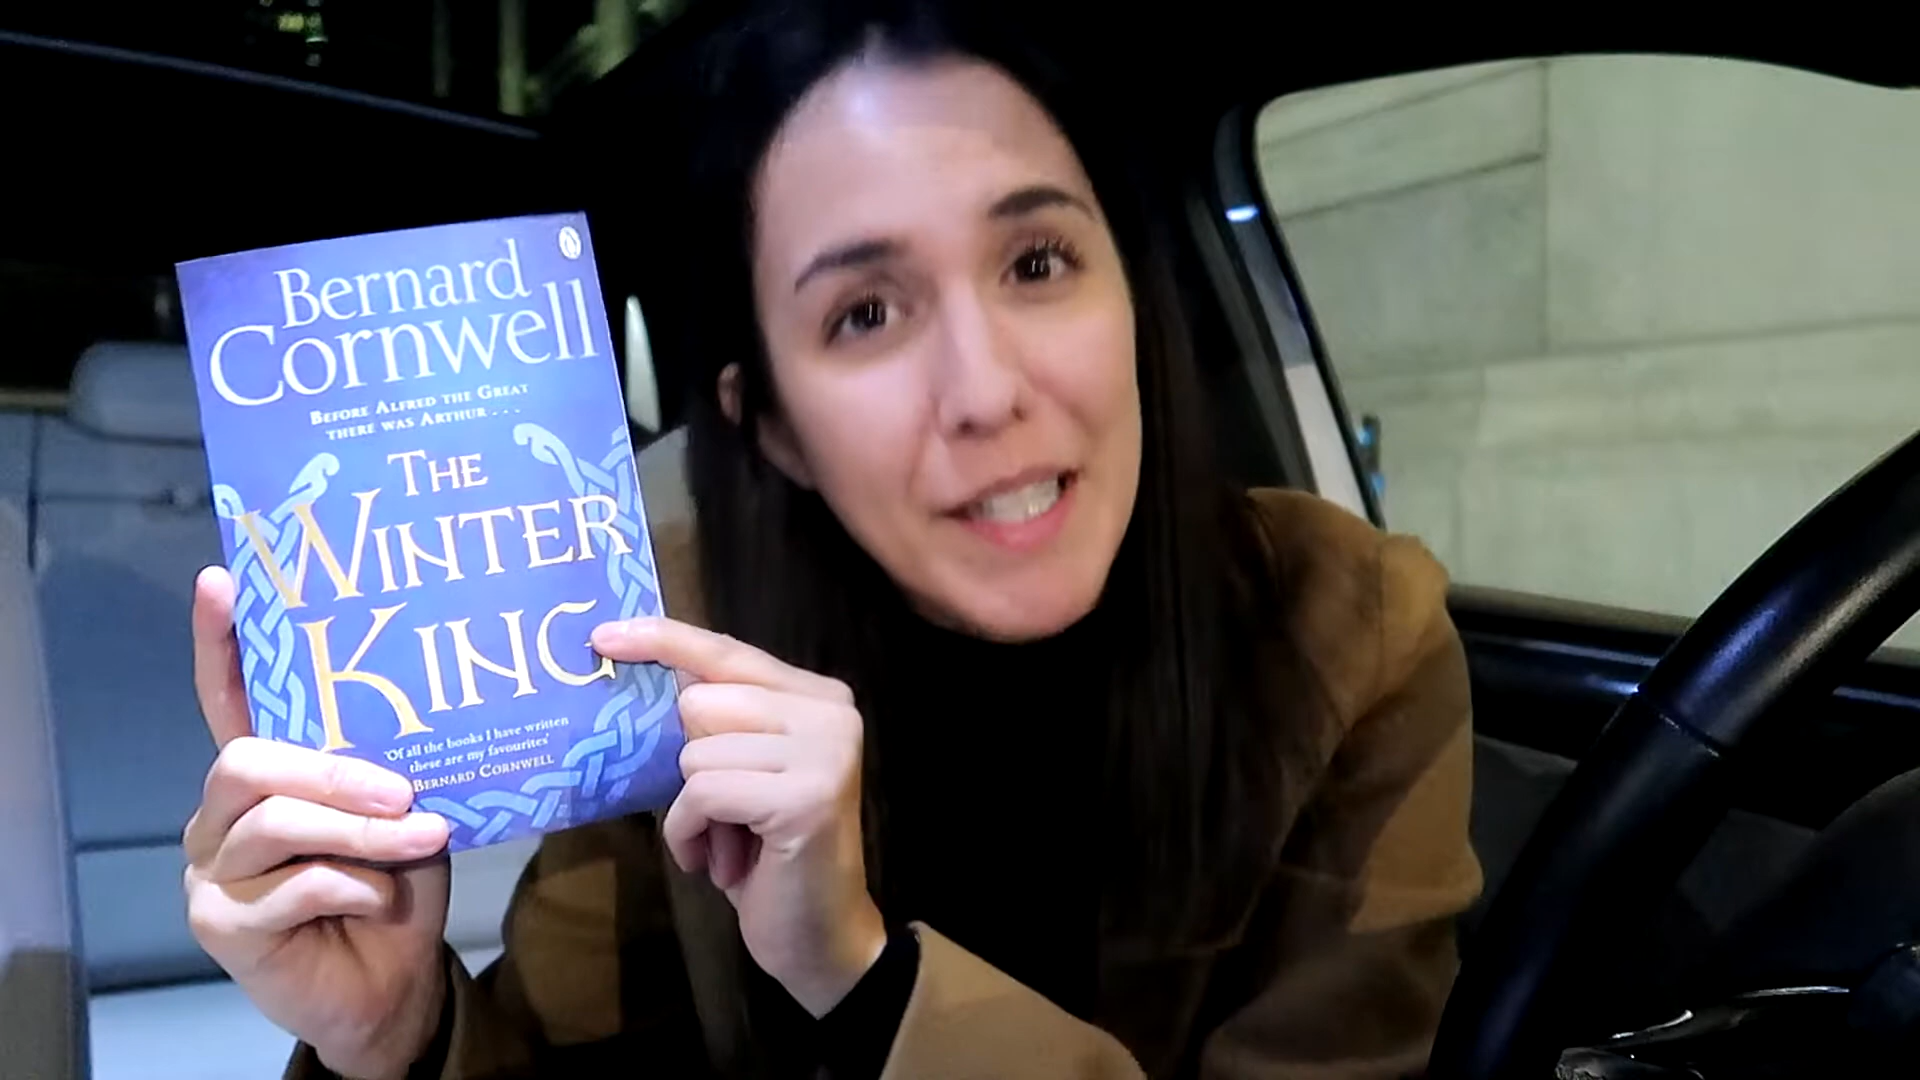 Bernard
Cornwell
BEFORE ALFRED THE GREAT
THERE WAS ARTHUR . . .
THE
WINTER
KING
'Of all the books I have written
these are my favourites'
BERNARD CORNWELL